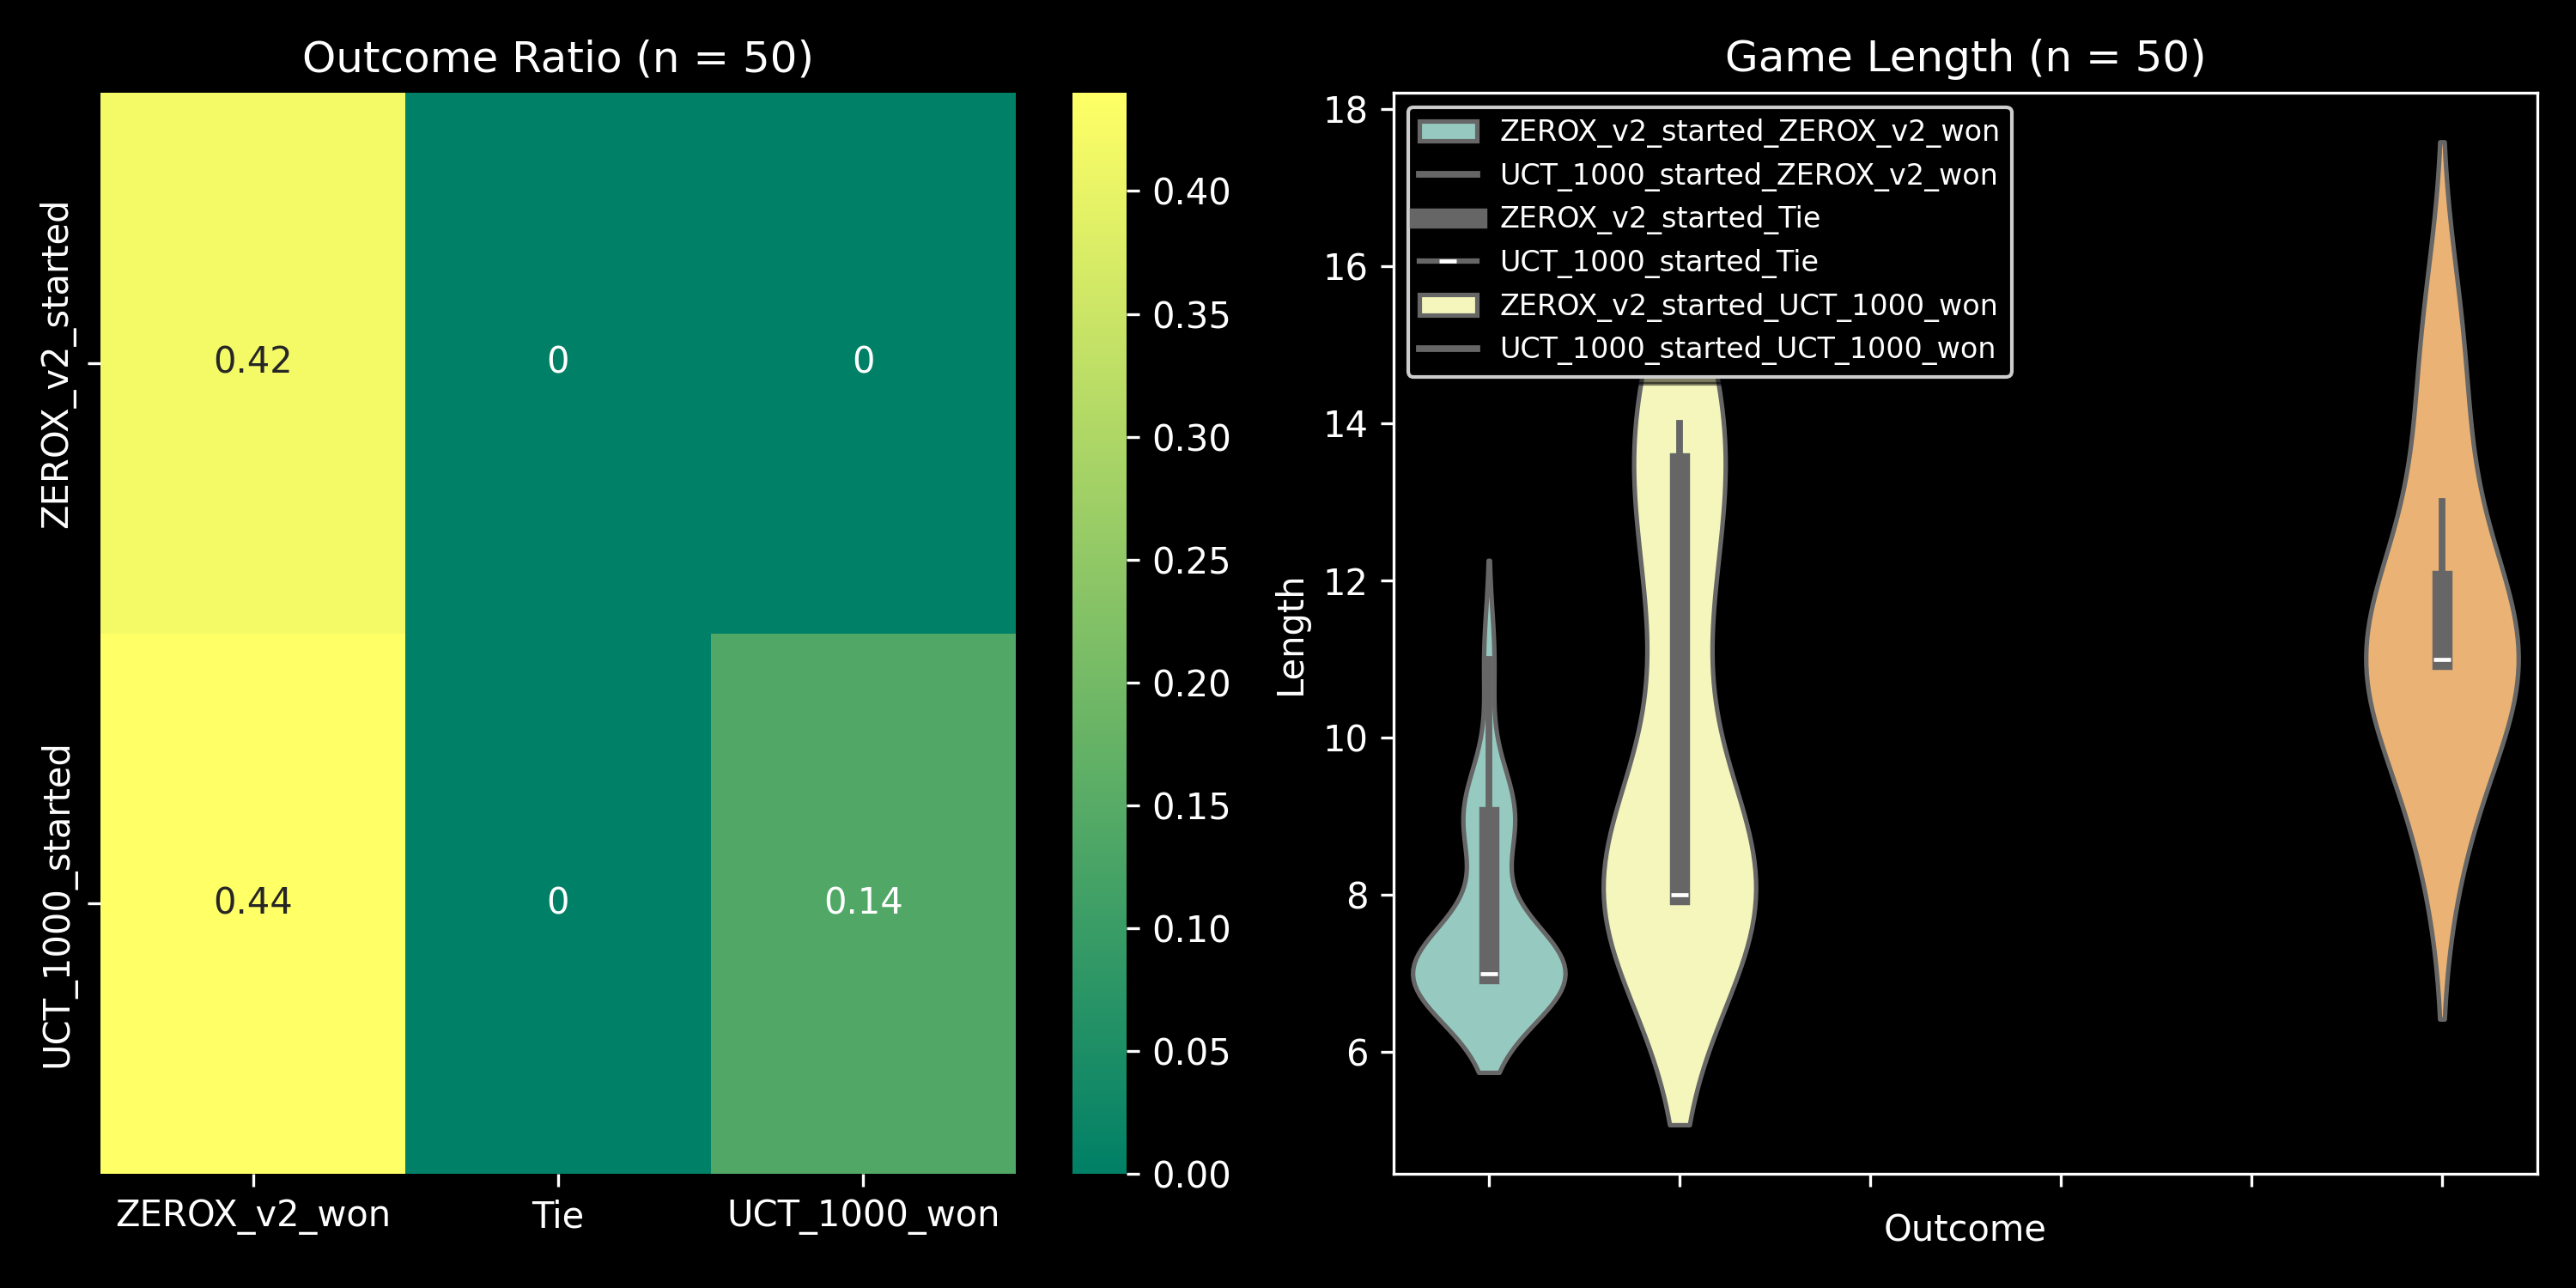 Outcome Ratio (n = 50)
ZEROX_v2_started
UCT_1000_started
0.42
0
0
0.44
0
0.14
ZEROX_v2_won
Tie
UCT_1000_won
0.40
0.35
0.30
0.25
0.20
0.15
0.10
0.05
0.00
Game Length (n = 50)
Length
18
16
14
12
10
8
6
ZEROX_v2_started_ZEROX_v2_won
UCT_1000_started_ZEROX_v2_won
ZEROX_v2_started_Tie
UCT_1000_started_Tie
ZEROX_v2_started_UCT_1000_won
UCT_1000_started_UCT_1000_won
Outcome